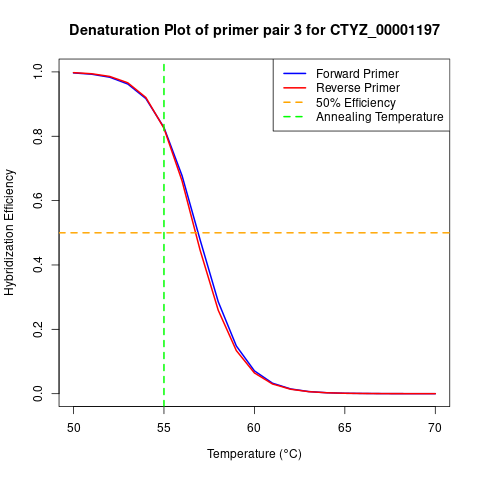 Denaturation Plot of primer pair 3 for CTYZ_00001197
Forward Primer
Reverse Primer
50% Efficiency
Annealing Temperature
Hybridization Efficiency
1.0
0.8
0.6
0.4
0.2
0.0
50 55 60 65 70
Temperature (°C)